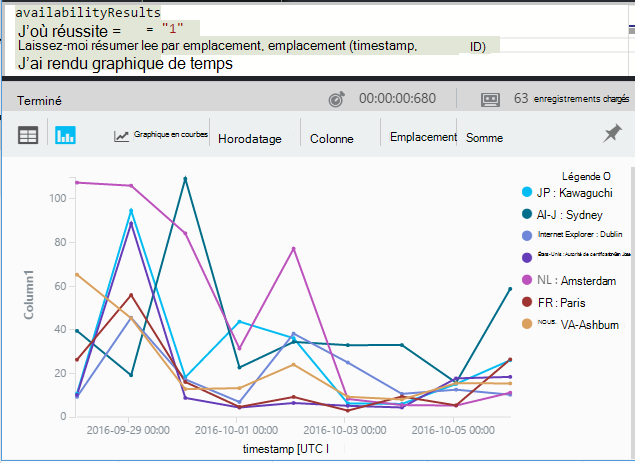 availabilityResults
J'où réussite = = "1"
Laissez-moi résumer lee par emplacement, emplacement (timestamp, ID)
J'ai rendu graphique de temps
Terminé 00:00:00:680 63 enregistrements chargés
Graphique en courbes Horodatage Colonne Emplacement Somme
Légende O
JP : Kawaguchi
AI-J : Sydney
Internet Explorer : Dublin
NL : Amsterdam
FR : Paris
NOUS: VA-Ashburn
Column1
100
80
60
40
20
0
2016-09-29 00:00 2016-10-01 00:00 2016-10-03 00:00 2016-10-05 00:00
timestamp [UTC I